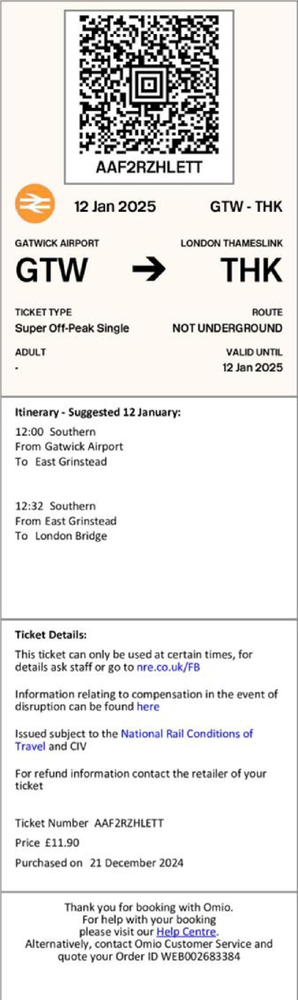 AAF2RZHLETT
12 Jan 2025 GTW - THK
GATWICK AIRPORT LONDON THAMESLINK
GTW → THK
TICKET TYPE ROUTE
Super Off-Peak Single NOT UNDERGROUND
ADULT VALID UNTIL
- 12 Jan 2025
Itinerary - Suggested 12 January:
12:00 Southern
From Gatwick Airport
To East Grinstead
12:32 Southern
From East Grinstead
To London Bridge
Ticket Details:
This ticket can only be used at certain times, for
details ask staff or go to nre.co.uk/FB
Information relating to compensation in the event of
disruption can be found here
Issued subject to the National Rail Conditions of
Travel and CIV
For refund information contact the retailer of your
ticket
Ticket Number AAF2RZHLETT
Price £11.90
Purchased on 21 December 2024
Thank you for booking with Omio.
For help with your booking
please visit our Help Centre.
Alternatively, contact Omio Customer Service and
quote your Order ID WEB002683384